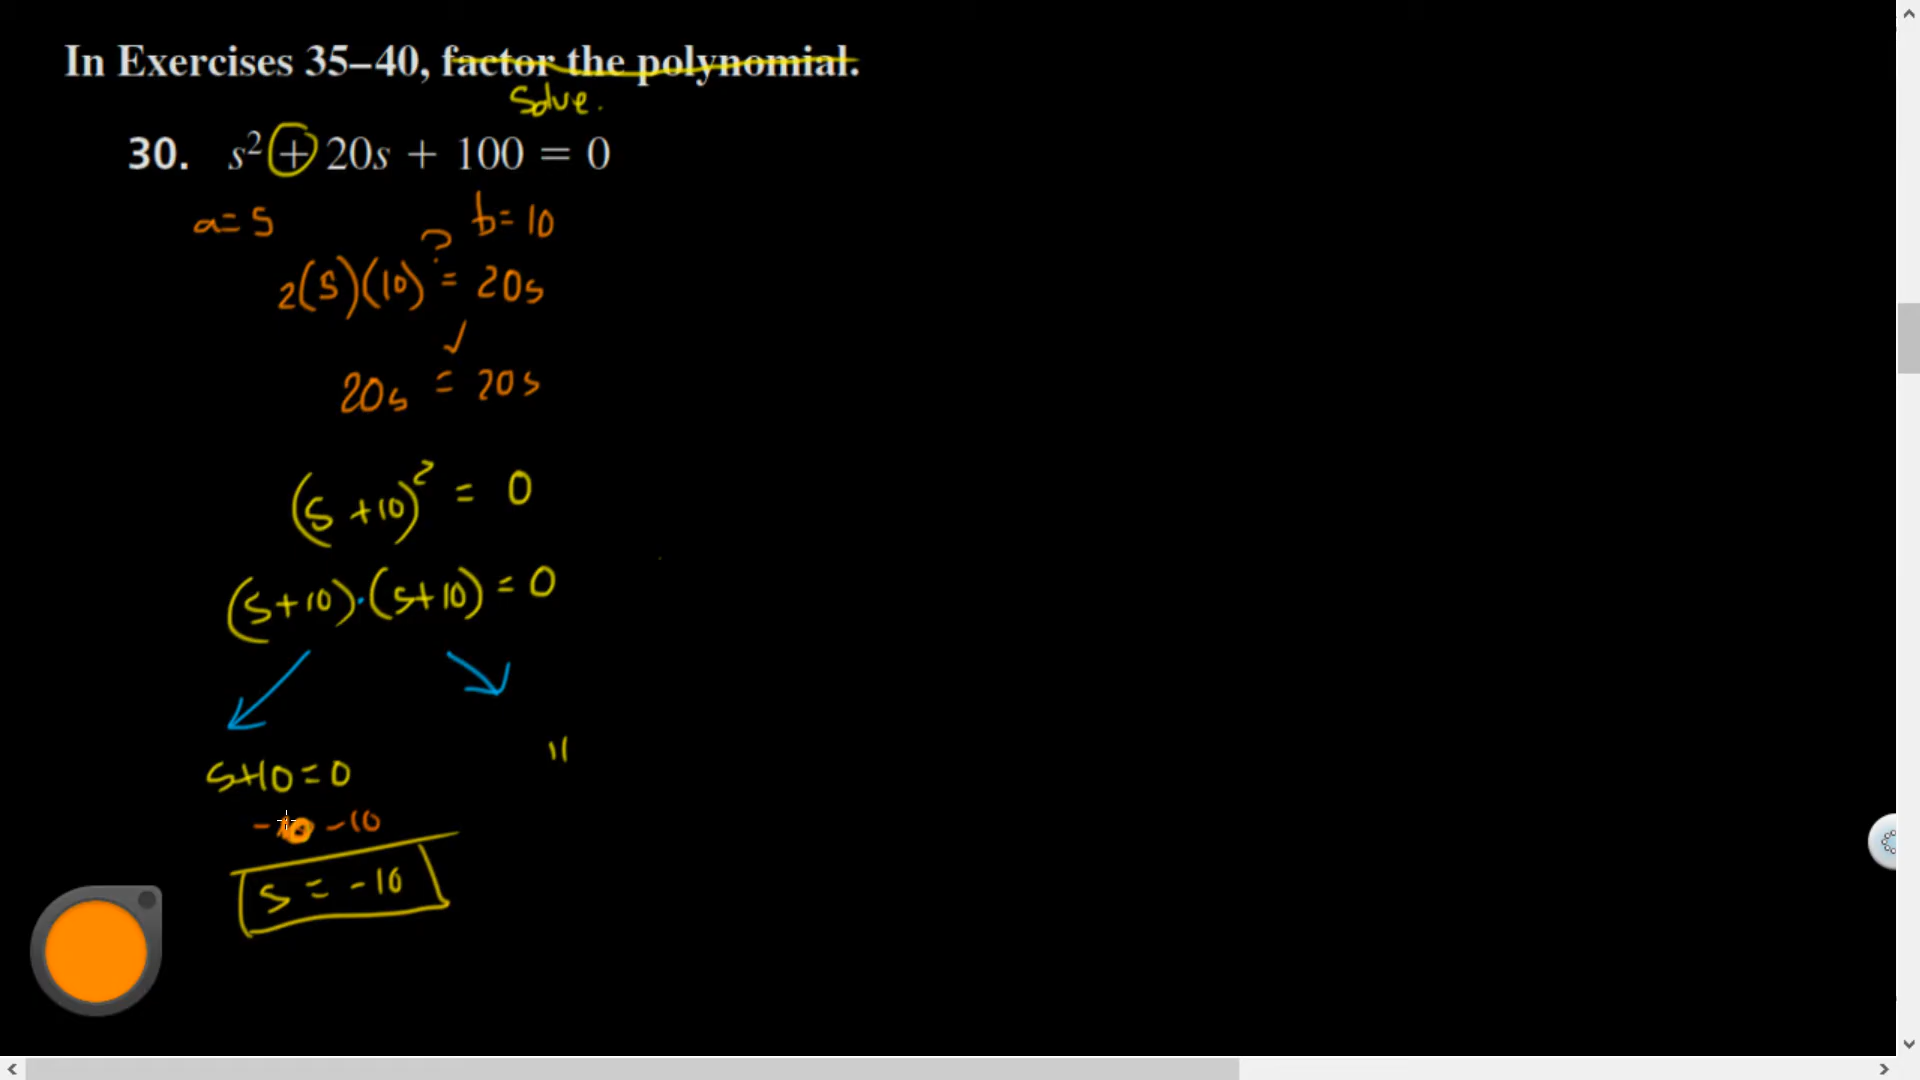 In Exercises 35–40, factor the polynomial.
Solve.
30. s² + 20s + 100 = 0
a = s b = 10
2(s)(10) ?= 20s
✓
20s = 20s
(s + 10)² = 0
(s+10)·(s+10) = 0
s+10=0 "
-10 -10
s = -10